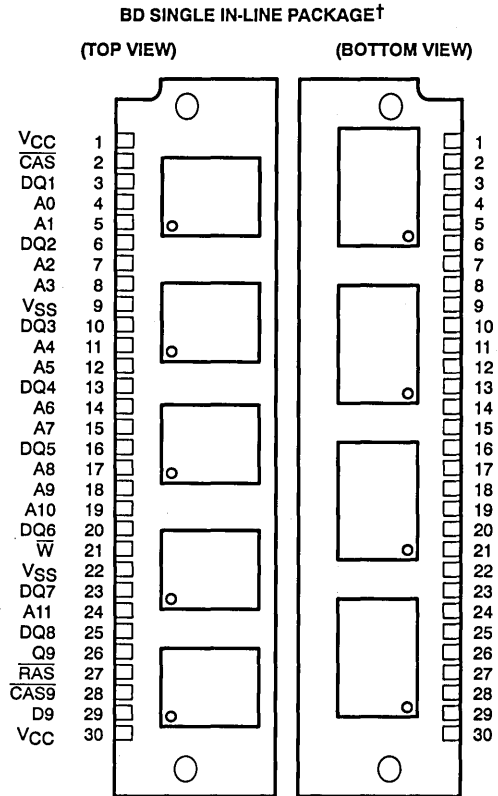 BD SINGLE IN-LINE PACKAGE†
(TOP VIEW) (BOTTOM VIEW)
VCC 1 1
C̅A̅S̅ 2 2
DQ1 3 3
A0 4 4
A1 5 5
DQ2 6 6
A2 7 7
A3 8 8
VSS 9 9
DQ3 10 10
A4 11 11
A5 12 12
DQ4 13 13
A6 14 14
A7 15 15
DQ5 16 16
A8 17 17
A9 18 18
A10 19 19
DQ6 20 20
W̅ 21 21
VSS 22 22
DQ7 23 23
A11 24 24
DQ8 25 25
Q9 26 26
R̅A̅S̅ 27 27
C̅A̅S̅9̅ 28 28
D9 29 29
VCC 30 30